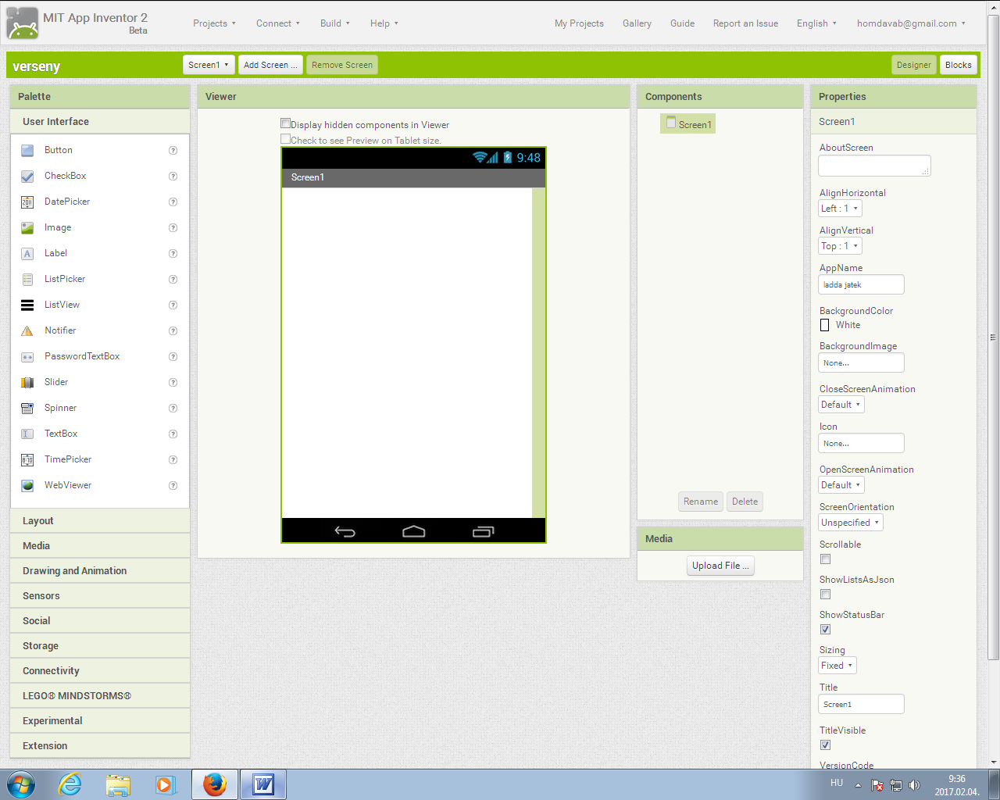 MIT App Inventor 2
Beta
Projects Connect Build Help My Projects Gallery Guide Report an Issue English homdavab@gmail.com
verseny Screen1 Add Screen ... Remove Screen Designer Blocks
Palette
User Interface
Button ?
CheckBox ?
DatePicker ?
Image ?
Label ?
ListPicker ?
ListView ?
Notifier ?
PasswordTextBox ?
Slider ?
Spinner ?
TextBox ?
TimePicker ?
WebViewer ?
Layout
Media
Drawing and Animation
Sensors
Social
Storage
Connectivity
LEGO® MINDSTORMS®
Experimental
Extension
Viewer
Display hidden components in Viewer
Check to see Preview on Tablet size.
9:48
Screen1
Components
Screen1
Rename Delete
Media
Upload File ...
Properties
Screen1
AboutScreen
AlignHorizontal
Left : 1
AlignVertical
Top : 1
AppName
ladda jatek
BackgroundColor
White
BackgroundImage
None...
CloseScreenAnimation
Default
Icon
None...
OpenScreenAnimation
Default
ScreenOrientation
Unspecified
Scrollable
ShowListsAsJson
ShowStatusBar
Sizing
Fixed
Title
Screen1
TitleVisible
VersionCode
HU 9:36
2017.02.04.